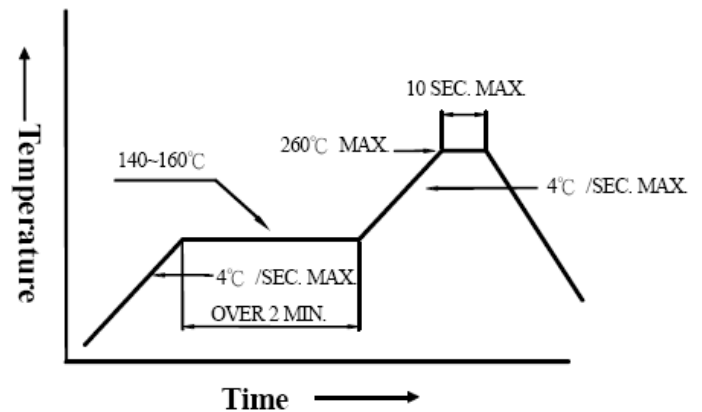 10 SEC. MAX.
260℃ MAX.
140~160℃
4℃ /SEC. MAX.
4℃ /SEC. MAX.
OVER 2 MIN.
Temperature
Time